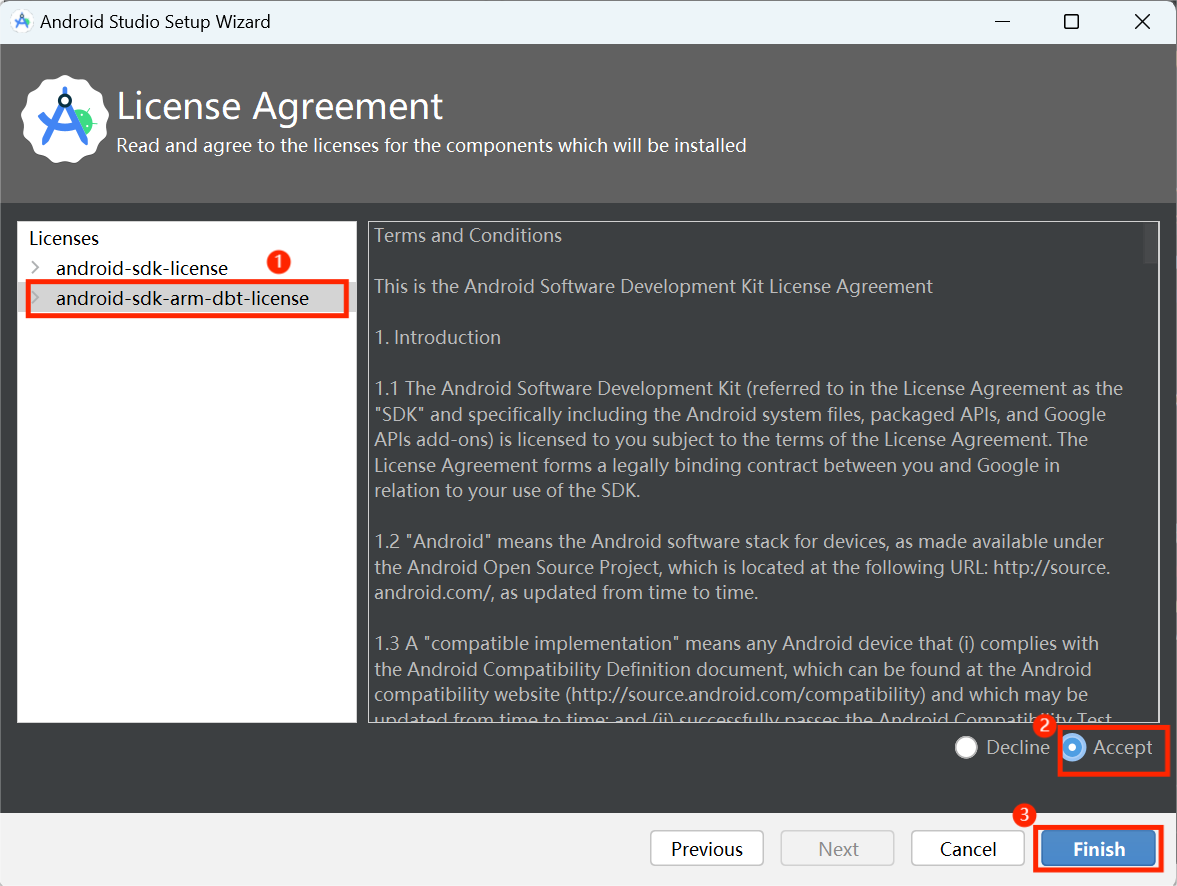 Android Studio Setup Wizard
License Agreement
Read and agree to the licenses for the components which will be installed
Licenses
android-sdk-license
1
android-sdk-arm-dbt-license
Terms and Conditions
This is the Android Software Development Kit License Agreement
1. Introduction
1.1 The Android Software Development Kit (referred to in the License Agreement as the
"SDK" and specifically including the Android system files, packaged APIs, and Google
APIs add-ons) is licensed to you subject to the terms of the License Agreement. The
License Agreement forms a legally binding contract between you and Google in
relation to your use of the SDK.
1.2 "Android" means the Android software stack for devices, as made available under
the Android Open Source Project, which is located at the following URL: http://source.
android.com/, as updated from time to time.
1.3 A "compatible implementation" means any Android device that (i) complies with
the Android Compatibility Definition document, which can be found at the Android
compatibility website (http://source.android.com/compatibility) and which may be
updated from time to time; and (ii) successfully passes the Android Compatibility Test
2
Decline
Accept
3
Previous
Next
Cancel
Finish